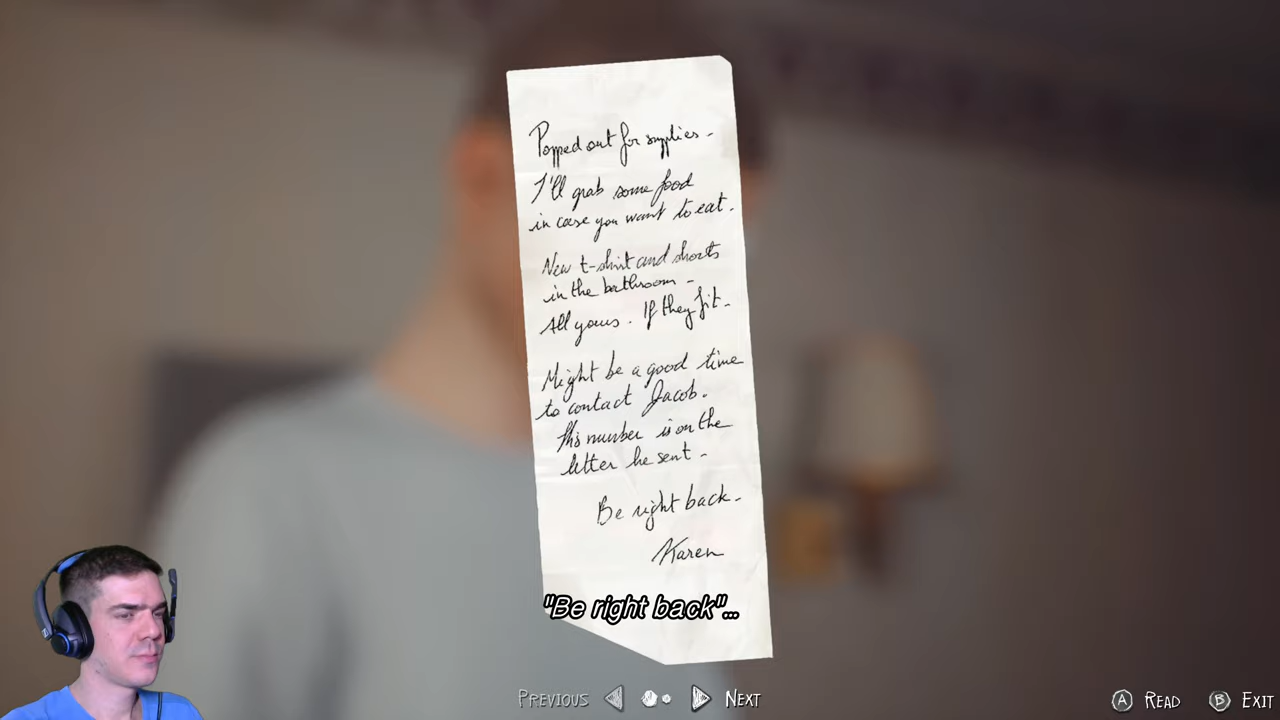 Popped out for supplies.
I'll grab some food
in case you want to eat.
New t-shirt and shorts
in the bathroom.
All yours. If they fit.
Might be a good time
to contact Jacob.
His number is on the
letter he sent.
Be right back.
Karen
"Be right back"...
PREVIOUS NEXT
A READ B EXIT